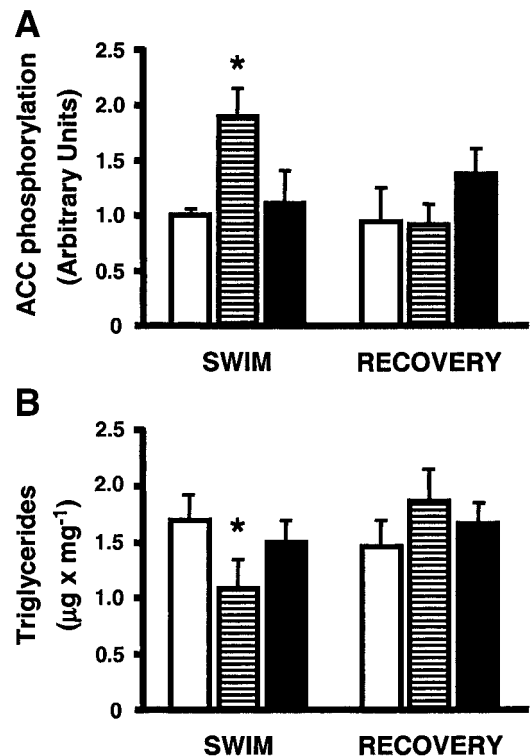 A
ACC phosphorylation
(Arbitrary Units)
2.5
2.0
1.5
1.0
0.5
0
*
SWIM
RECOVERY
B
Triglycerides
(µg x mg-1)
2.5
2.0
1.5
1.0
0.5
0
*
SWIM
RECOVERY